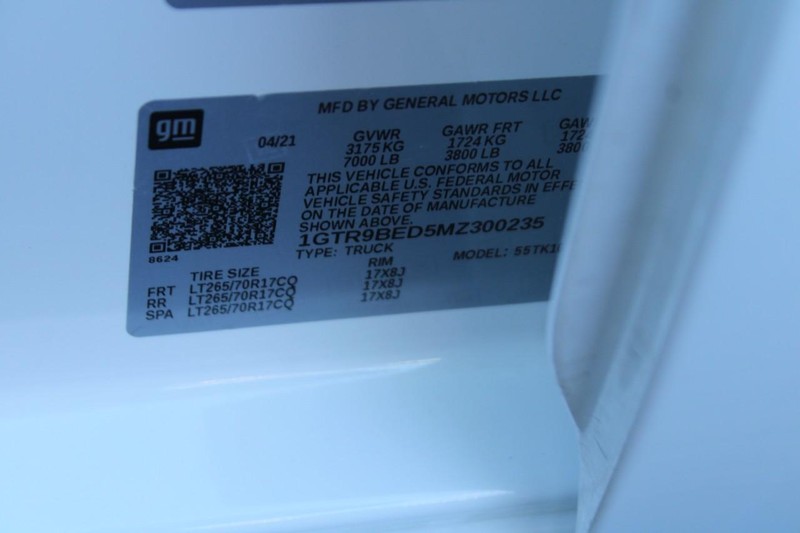 gm
MFD BY GENERAL MOTORS LLC
04/21
GVWR GAWR FRT
3175 KG 1724 KG
7000 LB 3800 LB
THIS VEHICLE CONFORMS TO ALL
APPLICABLE U.S. FEDERAL MOTOR
VEHICLE SAFETY STANDARDS IN
ON THE DATE OF MANUFACTURE
SHOWN ABOVE.
1GTR9BED5MZ300235
TYPE: TRUCK MODEL:
8624
TIRE SIZE RIM
FRT LT265/70R17CQ 17X8J
RR LT265/70R17CQ 17X8J
SPA LT265/70R17CQ 17X8J